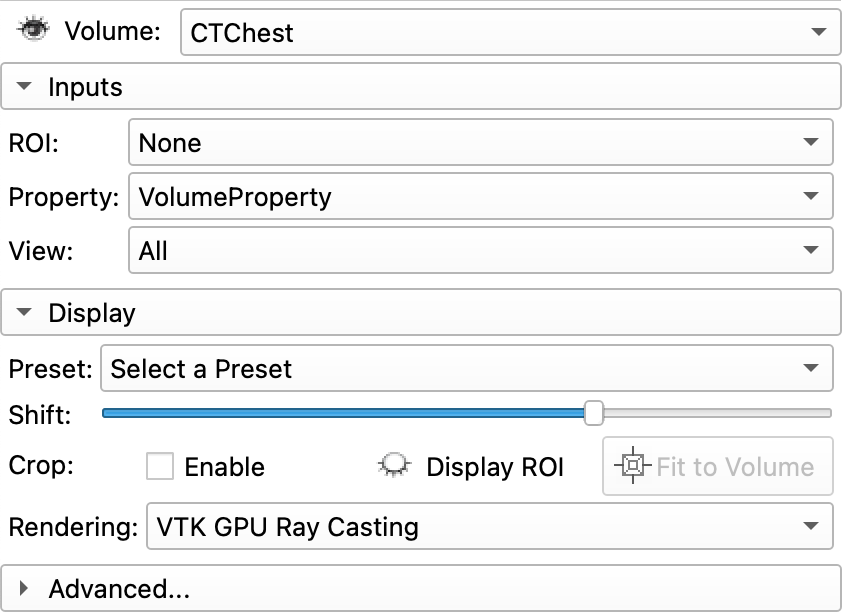 Volume: CTChest
Inputs
ROI: None
Property: VolumeProperty
View: All
Display
Preset: Select a Preset
Shift:
Crop: Enable Display ROI Fit to Volume
Rendering: VTK GPU Ray Casting
Advanced...